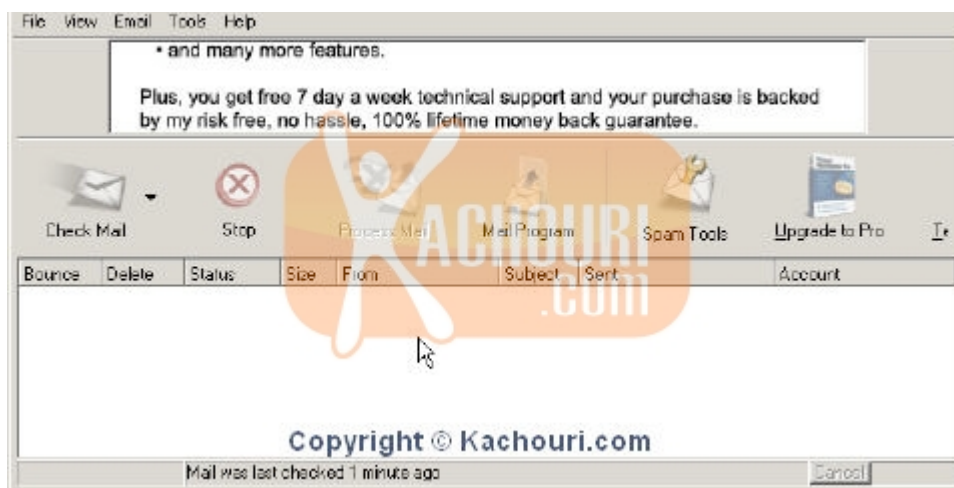 File View Email Tools Help
• and many more features.
Plus, you get free 7 day a week technical support and your purchase is backed
by my risk free, no hassle, 100% lifetime money back guarantee.
Check Mail Stop Process Mail Mail Program Spam Tools Upgrade to Pro
KACHOURI
.com
Bounce Delete Status Size From Subject Sent Account
Copyright © Kachouri.com
Mail was last checked 1 minute ago Cancel